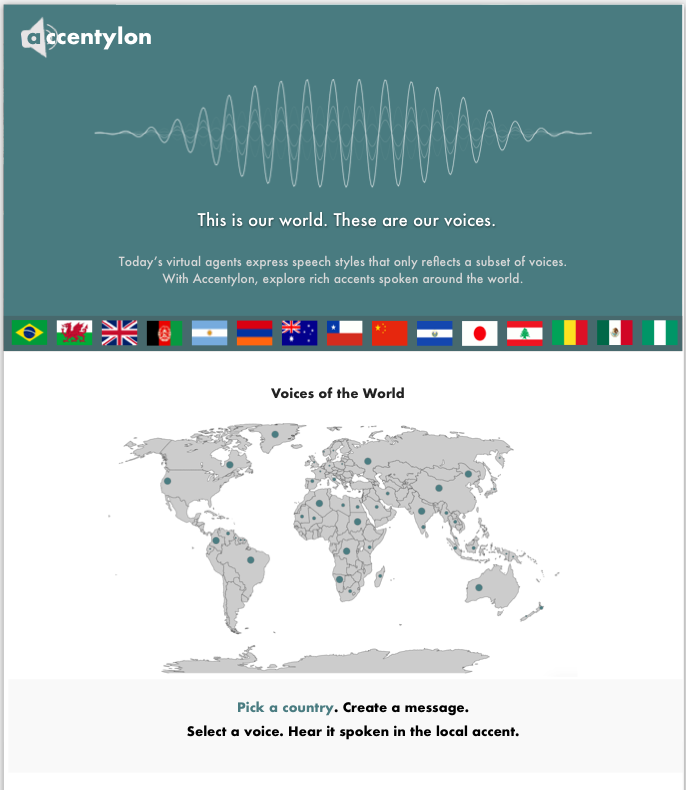 accentylon
This is our world. These are our voices.
Today's virtual agents express speech styles that only reflects a subset of voices.
With Accentylon, explore rich accents spoken around the world.
Voices of the World
Pick a country. Create a message.
Select a voice. Hear it spoken in the local accent.